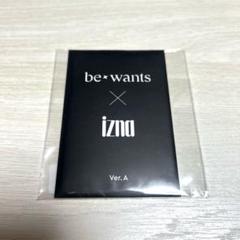 be★wants
×
izna
Ver. A